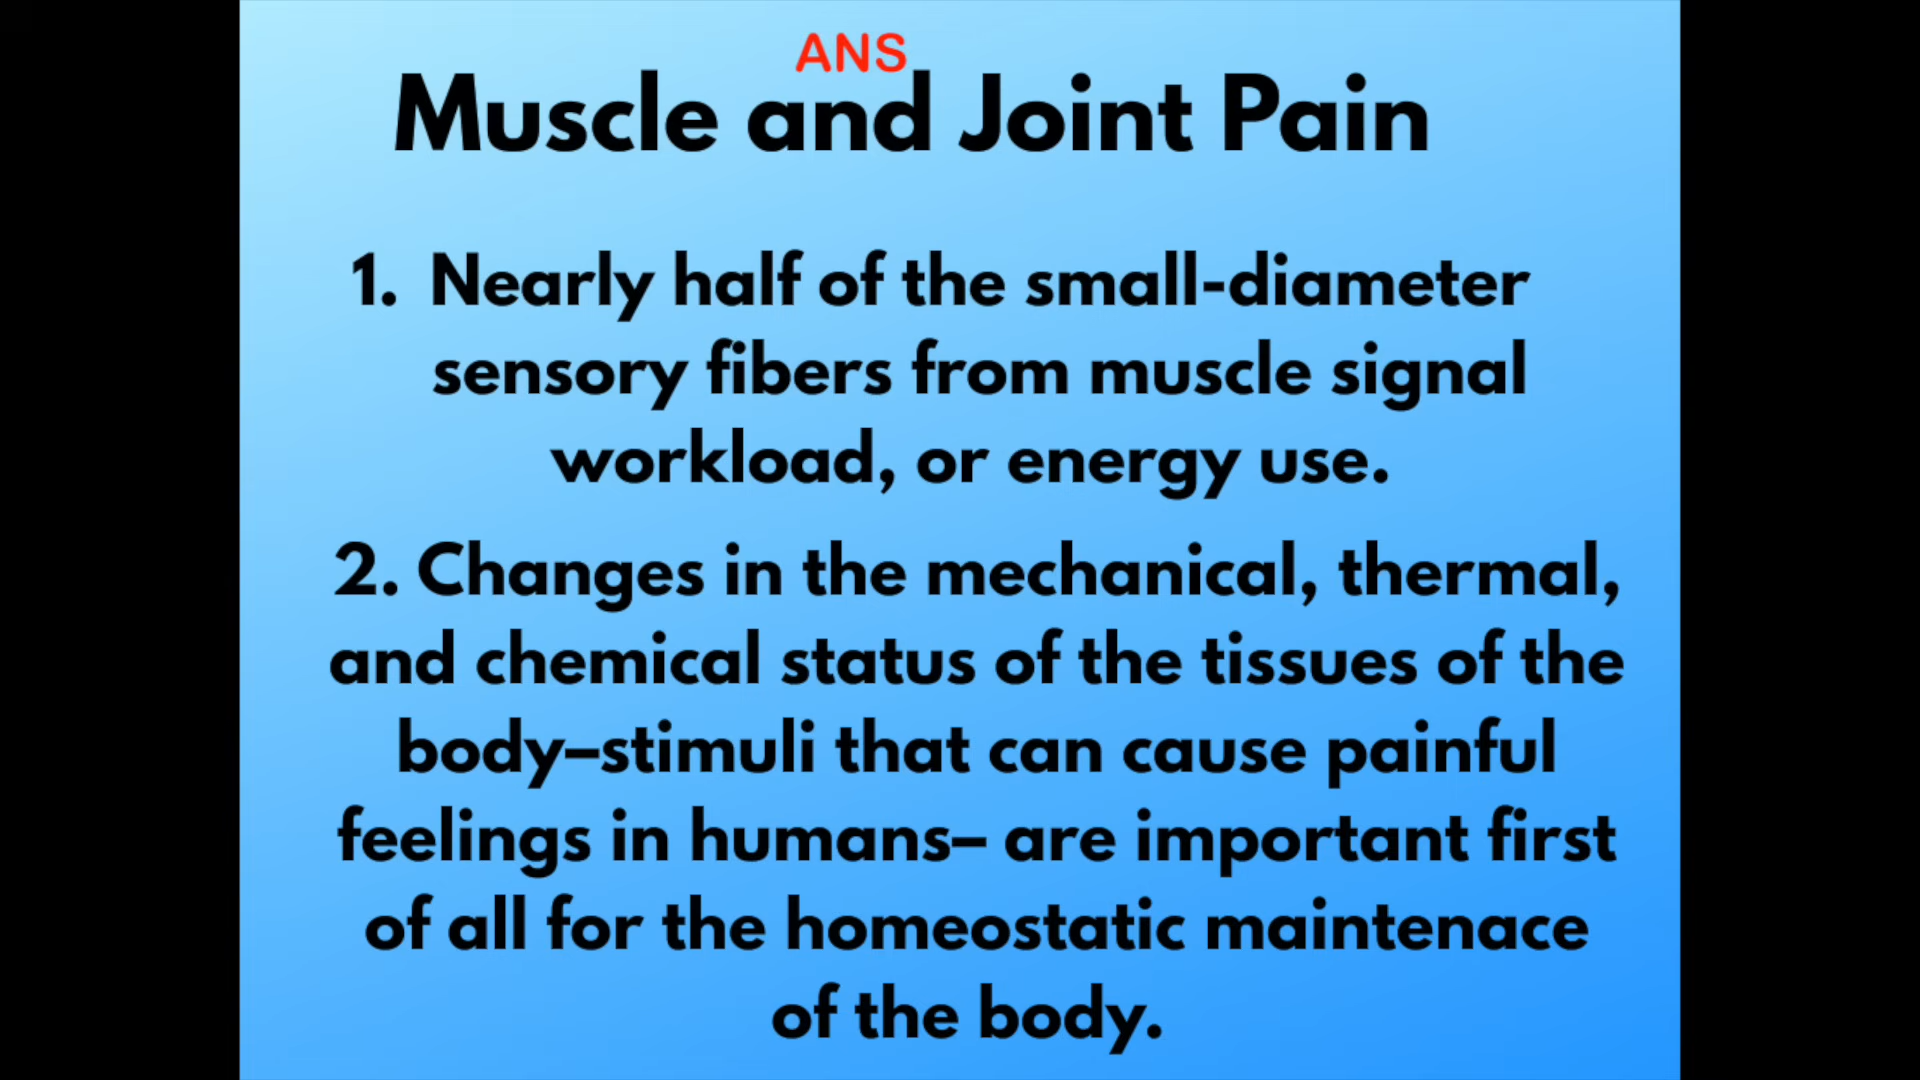 ANS
Muscle and Joint Pain
1. Nearly half of the small-diameter
sensory fibers from muscle signal
workload, or energy use.
2. Changes in the mechanical, thermal,
and chemical status of the tissues of the
body–stimuli that can cause painful
feelings in humans– are important first
of all for the homeostatic maintenace
of the body.